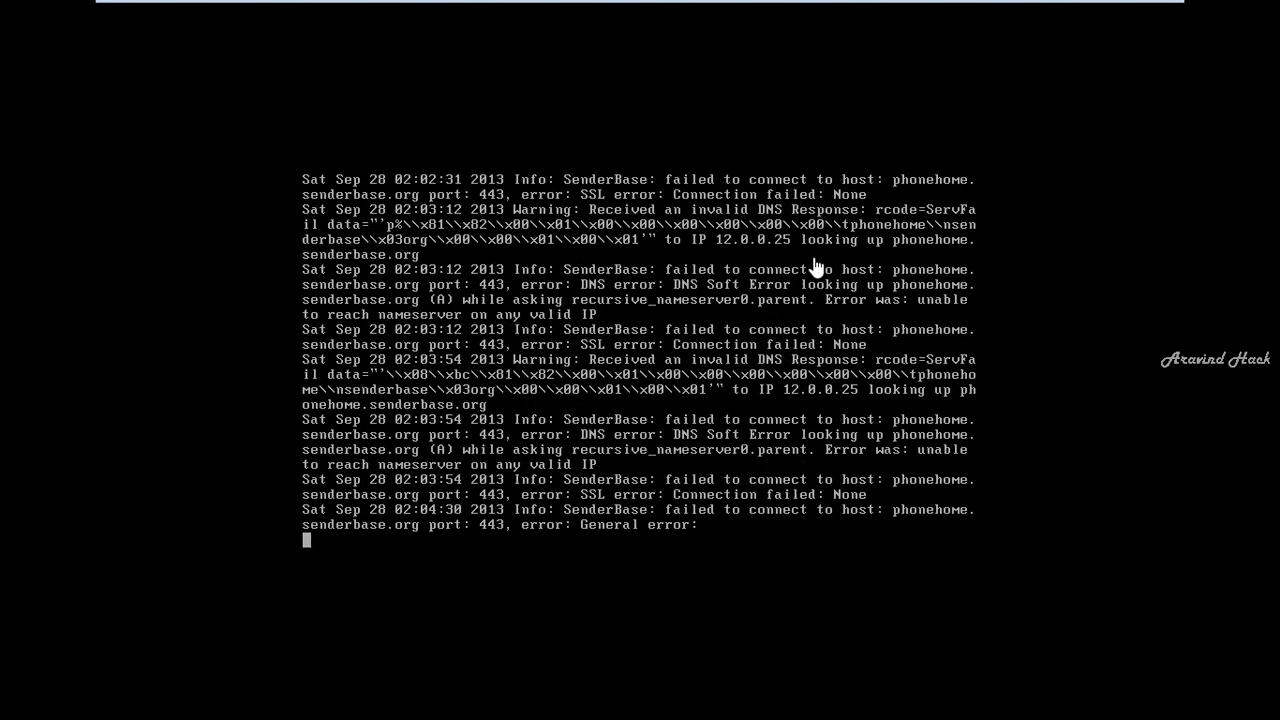 Sat Sep 28 02:02:31 2013 Info: SenderBase: failed to connect to host: phonehome.
senderbase.org port: 443, error: SSL error: Connection failed: None
Sat Sep 28 02:03:12 2013 Warning: Received an invalid DNS Response: rcode=ServFa
il data="'p%\\x81\\x82\\x00\\x01\\x00\\x00\\x00\\x00\\x00\\x00\\tphonehome\\nsen
derbase\\x03org\\x00\\x00\\x01\\x00\\x01'" to IP 12.0.0.25 looking up phonehome.
senderbase.org
Sat Sep 28 02:03:12 2013 Info: SenderBase: failed to connect to host: phonehome.
senderbase.org port: 443, error: DNS error: DNS Soft Error looking up phonehome.
senderbase.org (A) while asking recursive_nameserver0.parent. Error was: unable
to reach nameserver on any valid IP
Sat Sep 28 02:03:12 2013 Info: SenderBase: failed to connect to host: phonehome.
senderbase.org port: 443, error: SSL error: Connection failed: None
Sat Sep 28 02:03:54 2013 Warning: Received an invalid DNS Response: rcode=ServFa
il data="'\\x08\\xbc\\x81\\x82\\x00\\x01\\x00\\x00\\x00\\x00\\x00\\x00\\tphoneho
me\\nsenderbase\\x03org\\x00\\x00\\x01\\x00\\x01'" to IP 12.0.0.25 looking up ph
onehome.senderbase.org
Sat Sep 28 02:03:54 2013 Info: SenderBase: failed to connect to host: phonehome.
senderbase.org port: 443, error: DNS error: DNS Soft Error looking up phonehome.
senderbase.org (A) while asking recursive_nameserver0.parent. Error was: unable
to reach nameserver on any valid IP
Sat Sep 28 02:03:54 2013 Info: SenderBase: failed to connect to host: phonehome.
senderbase.org port: 443, error: SSL error: Connection failed: None
Sat Sep 28 02:04:30 2013 Info: SenderBase: failed to connect to host: phonehome.
senderbase.org port: 443, error: General error:
Aravind Hack